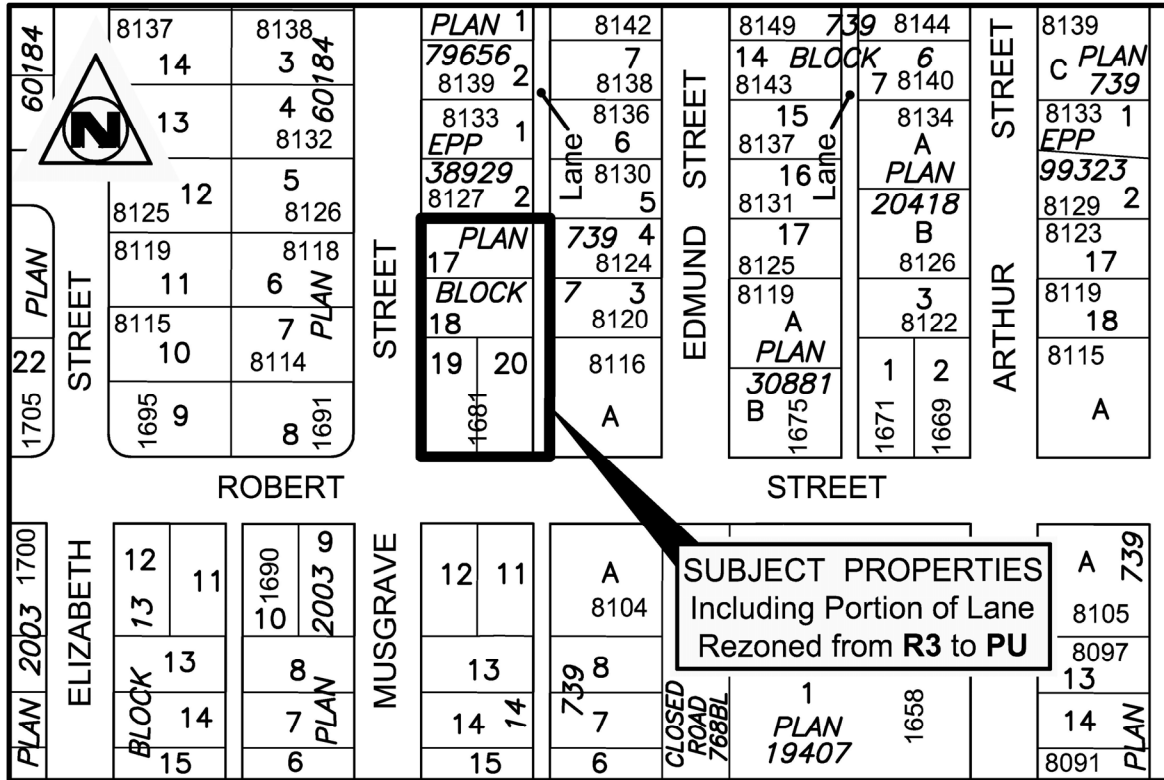 60184
8137
14
13
12
8125
8119
11
8115
10
1695
9
8138
3
60184
4
8132
5
8126
8118
6
PLAN
7
8114
8
1691
N
PLAN
22
1705
STREET
STREET
PLAN 1
79656
8139 2
8133 1
EPP
38929
8127 2
PLAN
17
BLOCK
18
19 20
1681
Lane
8142
7
8138
8136
6
8130
5
739 4
8124
7 3
8120
8116
A
EDMUND STREET
8149 739
14 BLOCK 6
8143
15
8137
16
8131
17
8125
8119
A
PLAN
30881
B
1675
Lane
8144
7 8140
8134
A
PLAN
20418
B
8126
3
8122
1 2
1671
1669
ARTHUR STREET
8139
C PLAN
739
8133 1
EPP
99323
8129 2
8123
17
8119
18
8115
A
ROBERT STREET
PLAN 2003 1700
ELIZABETH
12
11
13
13
BLOCK 14
15
1690
10
2003 9
8
7
PLAN
6
MUSGRAVE
12 11
13
14 14
15
A
8104
739 8
7
6
CLOSED
ROAD
768BL
SUBJECT PROPERTIES
Including Portion of Lane
Rezoned from R3 to PU
1
PLAN
19407
1658
A 739
8105
8097
13
14 PLAN
8091